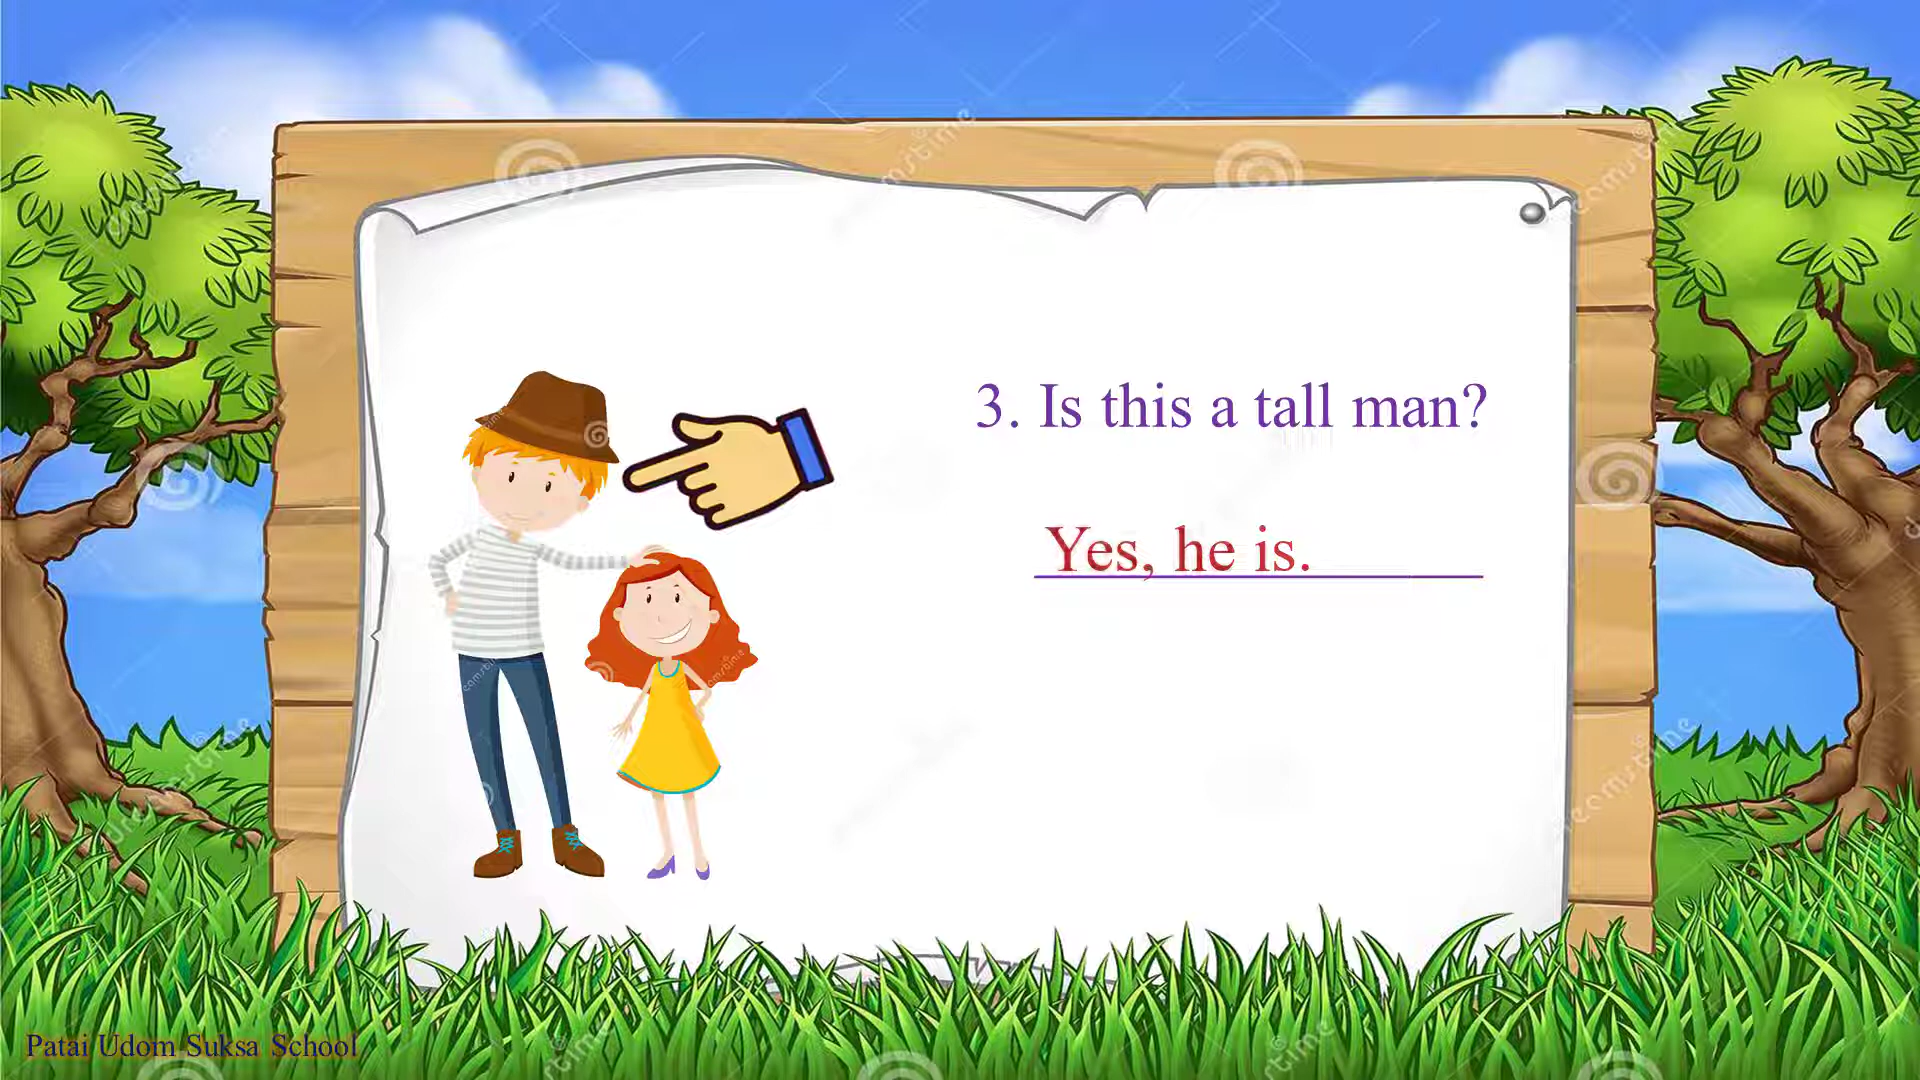 3. Is this a tall man?
Yes, he is.
Patai Udom Suksa School